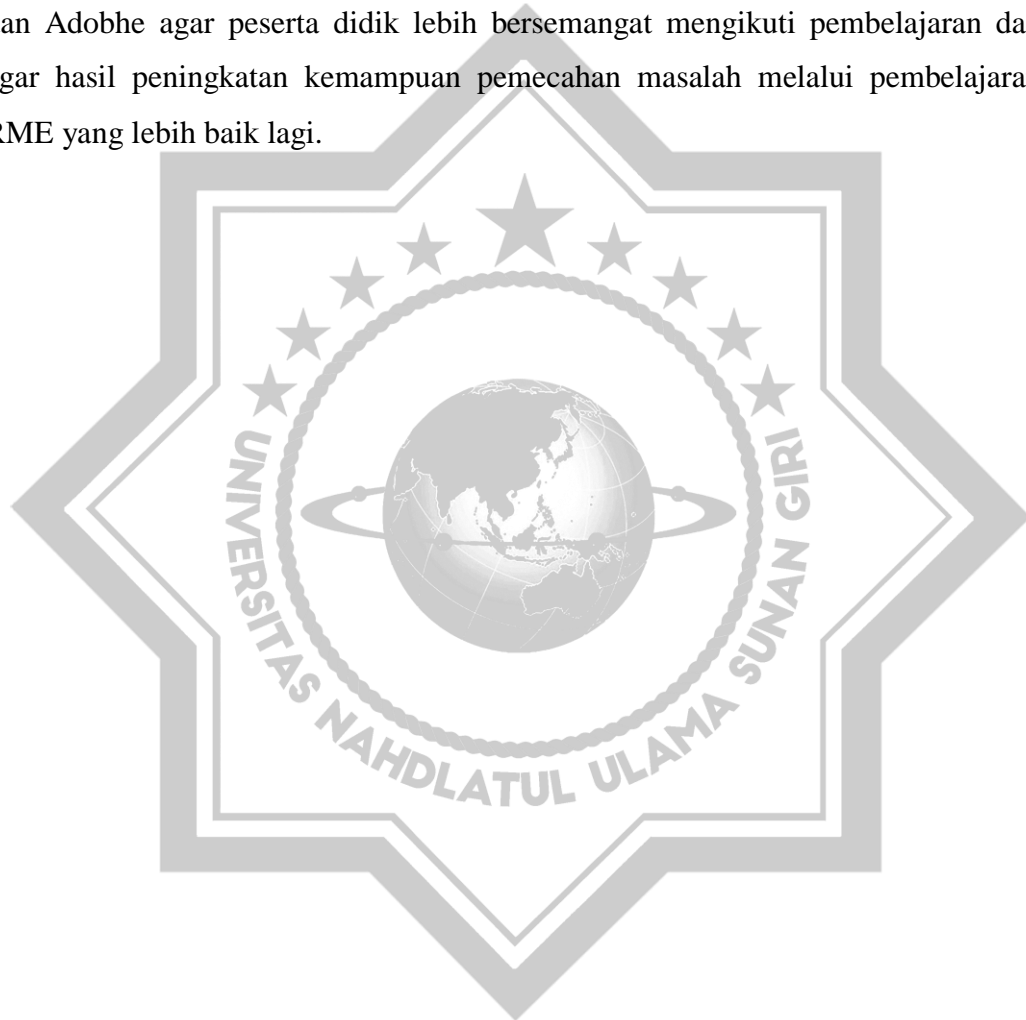 an Adobhe agar peserta didik lebih bersemangat mengikuti pembelajaran da
gar hasil peningkatan kemampuan pemecahan masalah melalui pembelajara
RME yang lebih baik lagi.
UNIVERSITAS NAHDLATUL ULAMA SUNAN GIRI